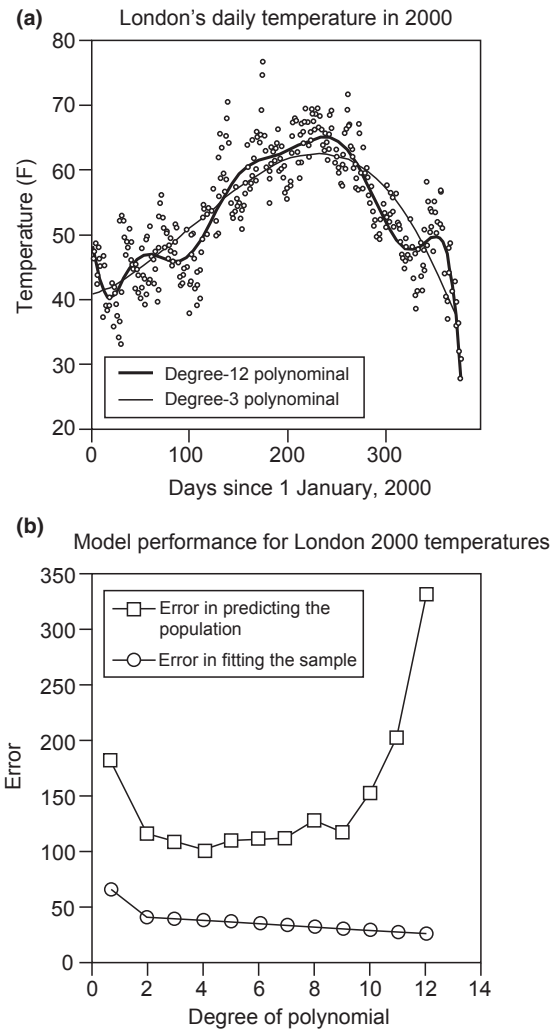 (a)
London's daily temperature in 2000
80
70
60
50
40
30
20
Temperature (F)
Degree-12 polynominal
Degree-3 polynominal
0
100
200
300
Days since 1 January, 2000
(b)
Model performance for London 2000 temperatures
350
300
250
200
150
100
50
0
Error
Error in predicting the
population
Error in fitting the sample
0
2
4
6
8
10
12
14
Degree of polynomial